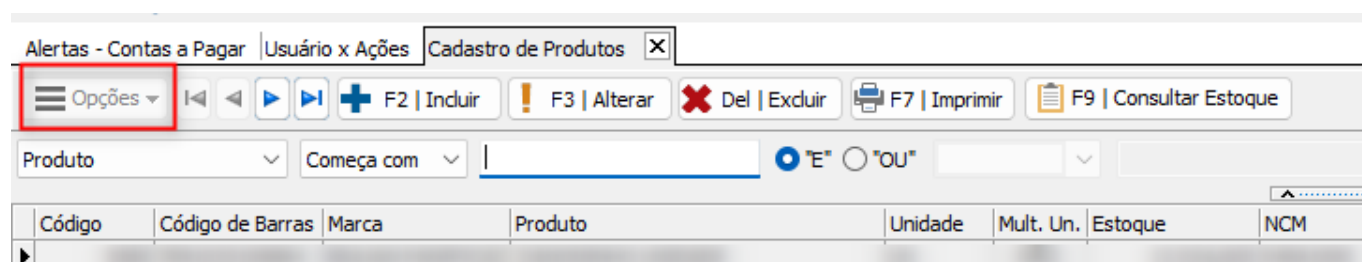 Alertas - Contas a Pagar Usuário x Ações Cadastro de Produtos
Opções F2 | Incluir F3 | Alterar Del | Excluir F7 | Imprimir F9 | Consultar Estoque
Produto Começa com "E" "OU"
Código Código de Barras Marca Produto Unidade Mult. Un. Estoque NCM